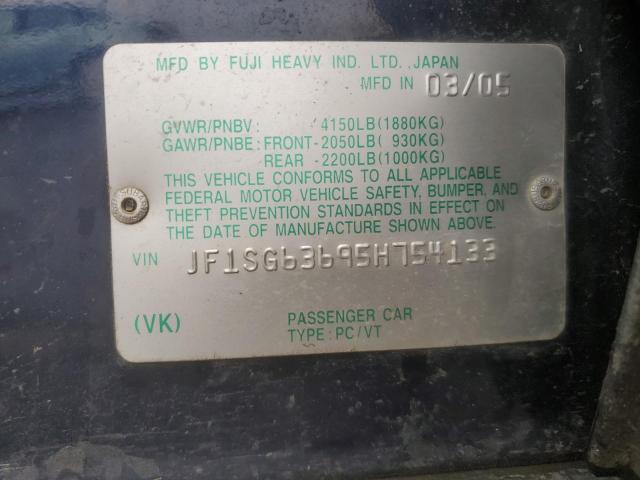 MFD BY FUJI HEAVY IND. LTD. JAPAN
MFD IN 03/05
GVWR/PNBV: 4150LB(1880KG)
GAWR/PNBE: FRONT-2050LB( 930KG)
REAR -2200LB(1000KG)
THIS VEHICLE CONFORMS TO ALL APPLICABLE
FEDERAL MOTOR VEHICLE SAFETY, BUMPER, AND
THEFT PREVENTION STANDARDS IN EFFECT ON
THE DATE OF MANUFACTURE SHOWN ABOVE.
VIN JF1SG63695H754133
(VK) PASSENGER CAR
TYPE: PC/VT